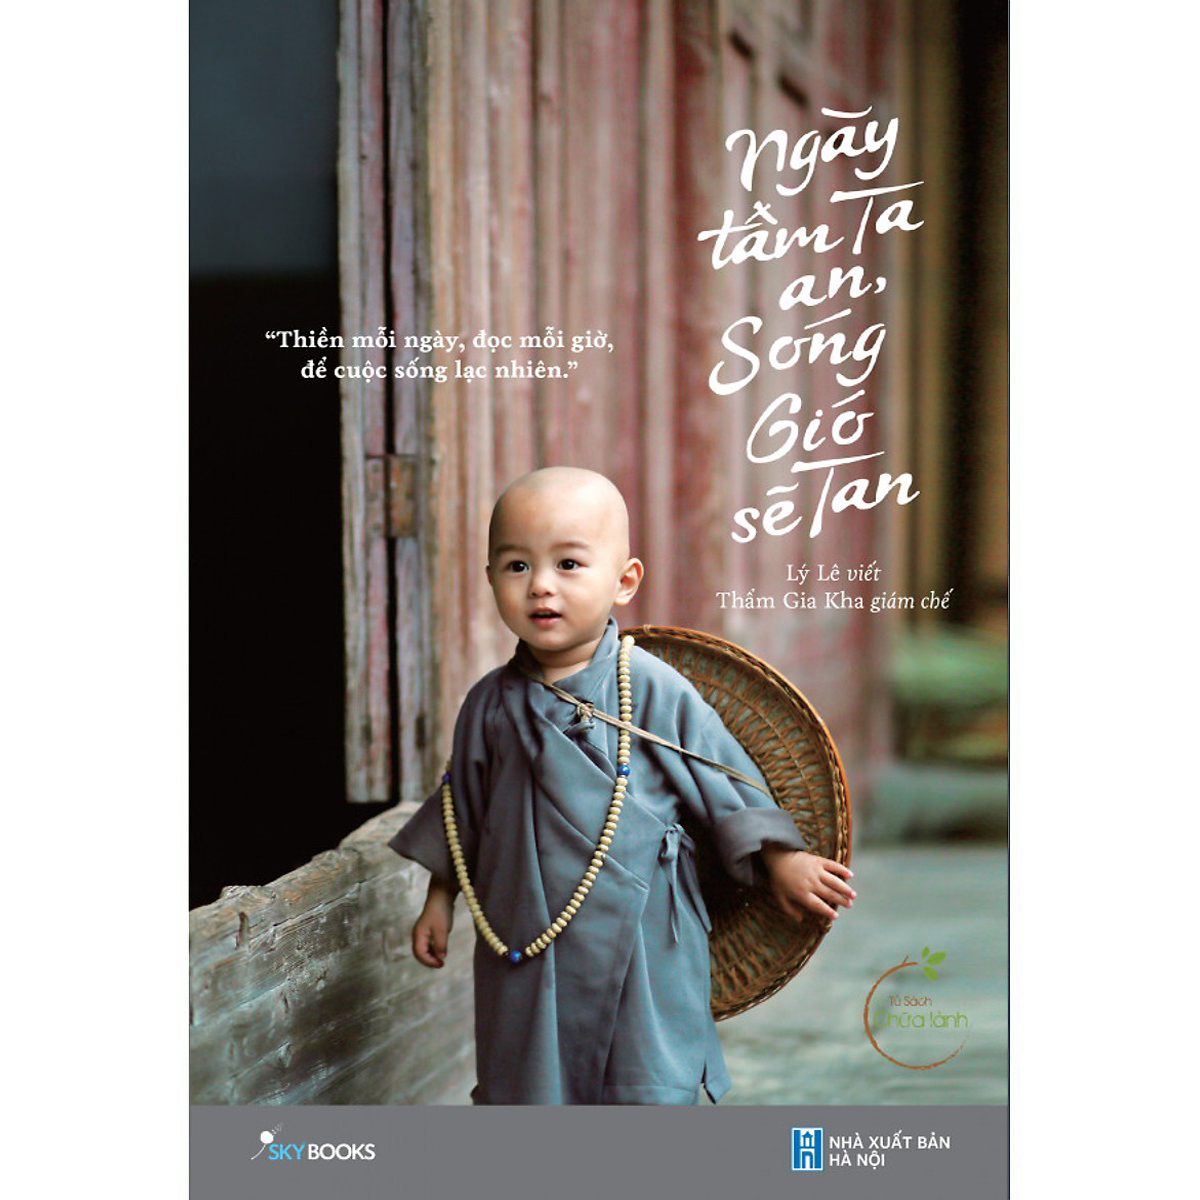 Ngày
tầm Ta
an,
Sóng
Gió
sẽ Tan
“Thiền mỗi ngày, đọc mỗi giờ,
để cuộc sống lạc nhiên.”
Lý Lê viết
Thẩm Gia Kha giám chế
Tủ Sách
Chữa lành
SKYBOOKS
NHÀ XUẤT BẢN
HÀ NỘI